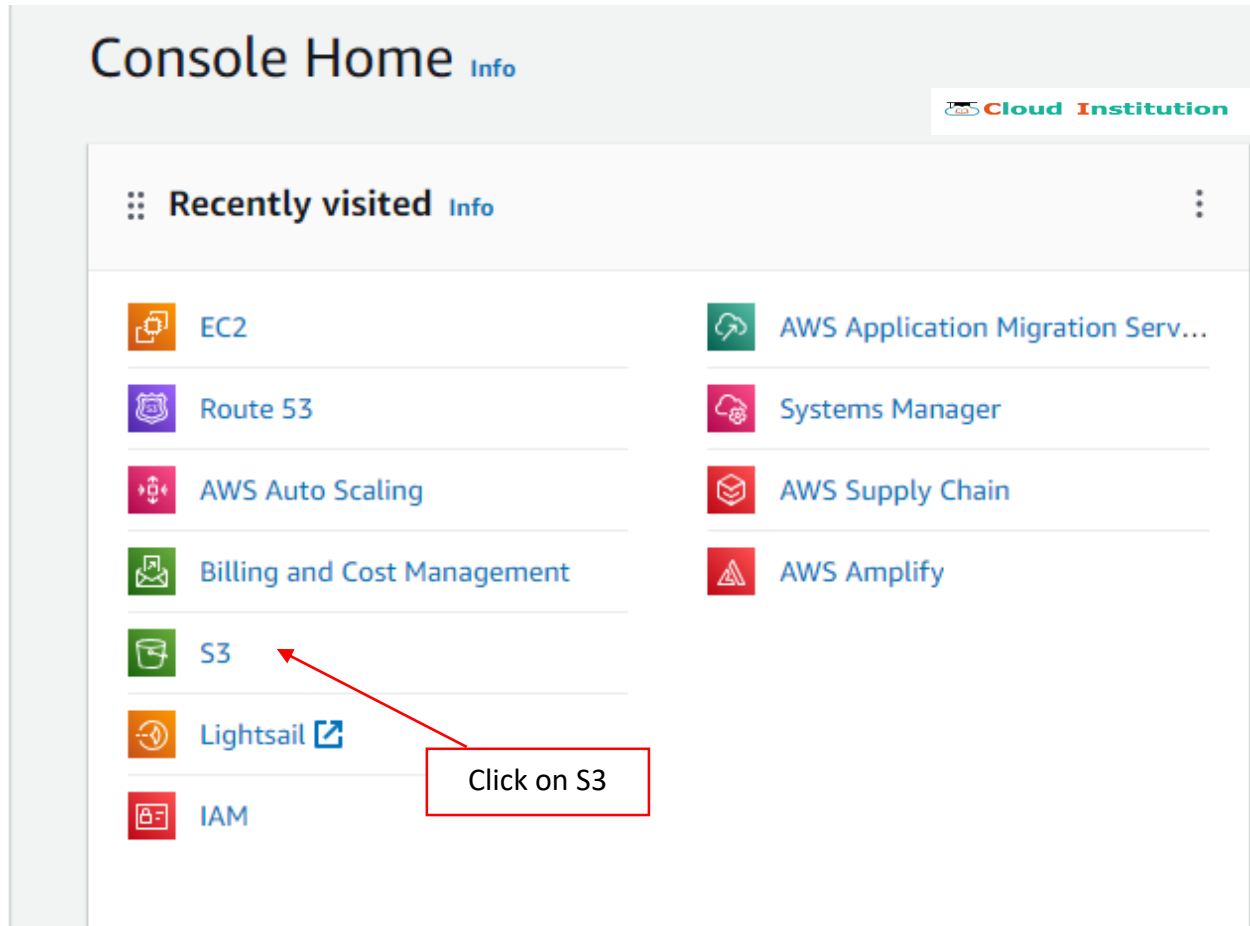 Console Home Info
Cloud Institution
Recently visited Info
EC2
Route 53
AWS Auto Scaling
Billing and Cost Management
S3
Lightsail
IAM
AWS Application Migration Serv...
Systems Manager
AWS Supply Chain
AWS Amplify
Click on S3